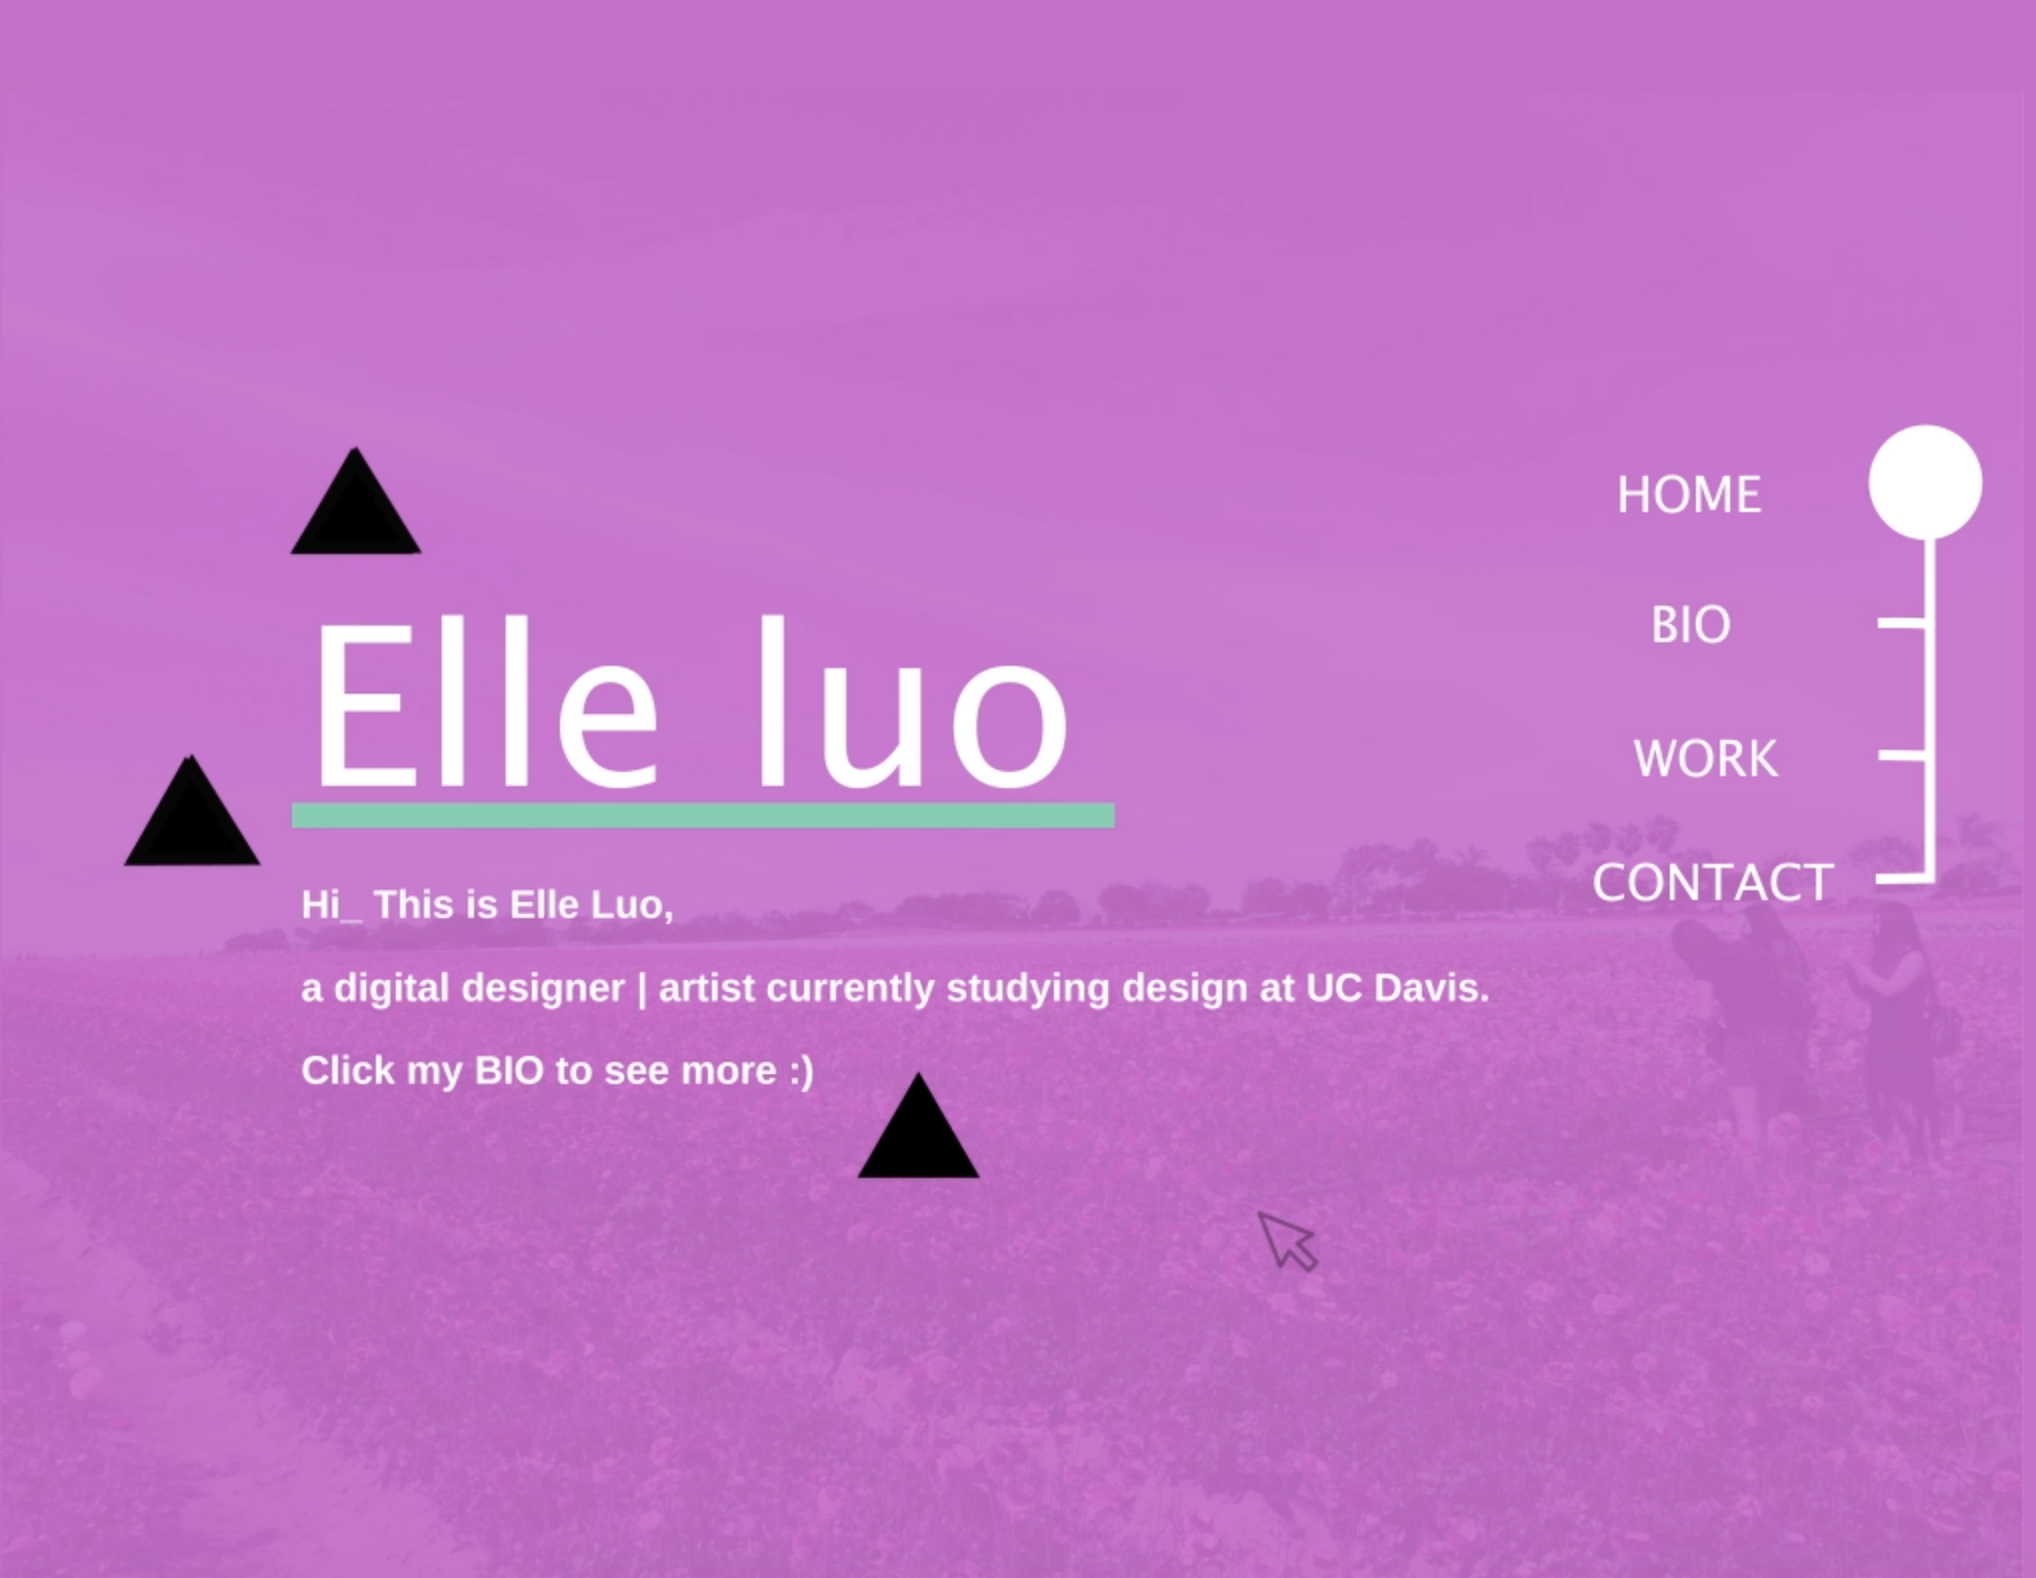 Elle luo
Hi_ This is Elle Luo,
a digital designer | artist currently studying design at UC Davis.
Click my BIO to see more :)
HOME
BIO
WORK
CONTACT